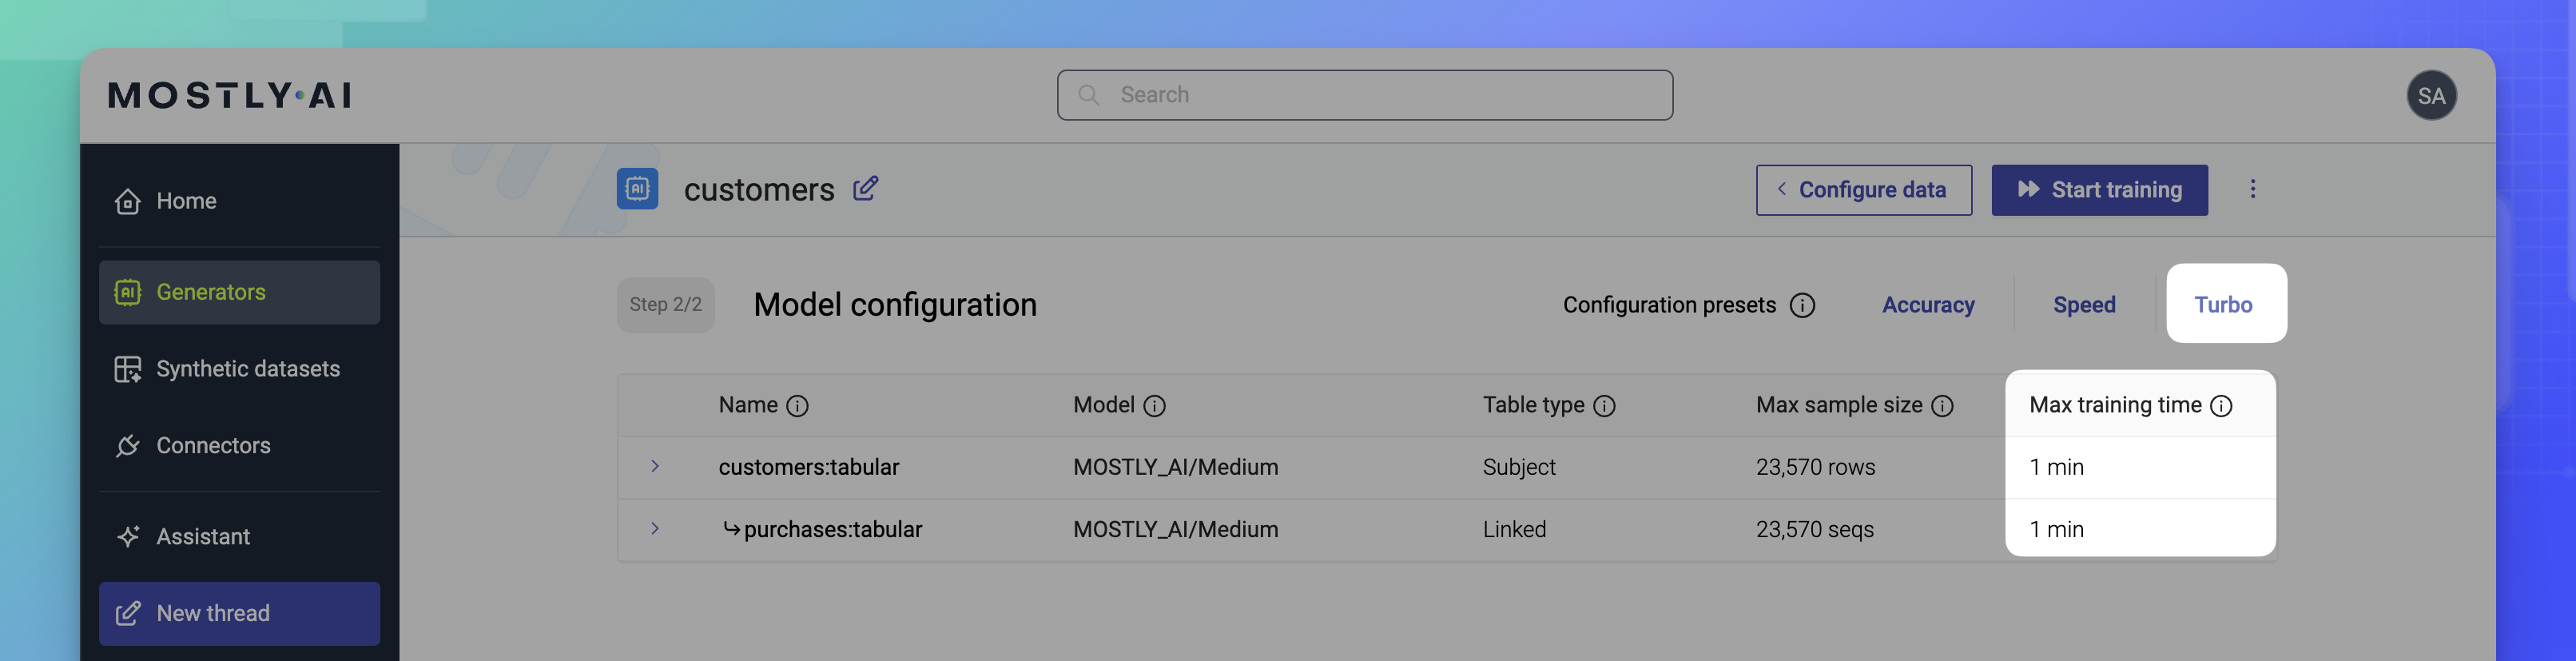 MOSTLY·AI
Search
SA
Home
Generators
Synthetic datasets
Connectors
Assistant
New thread
AI customers
Configure data
Start training
Step 2/2
Model configuration
Configuration presets
Accuracy
Speed
Turbo
Name Model Table type Max sample size Max training time
customers:tabular MOSTLY_AI/Medium Subject 23,570 rows 1 min
purchases:tabular MOSTLY_AI/Medium Linked 23,570 seqs 1 min